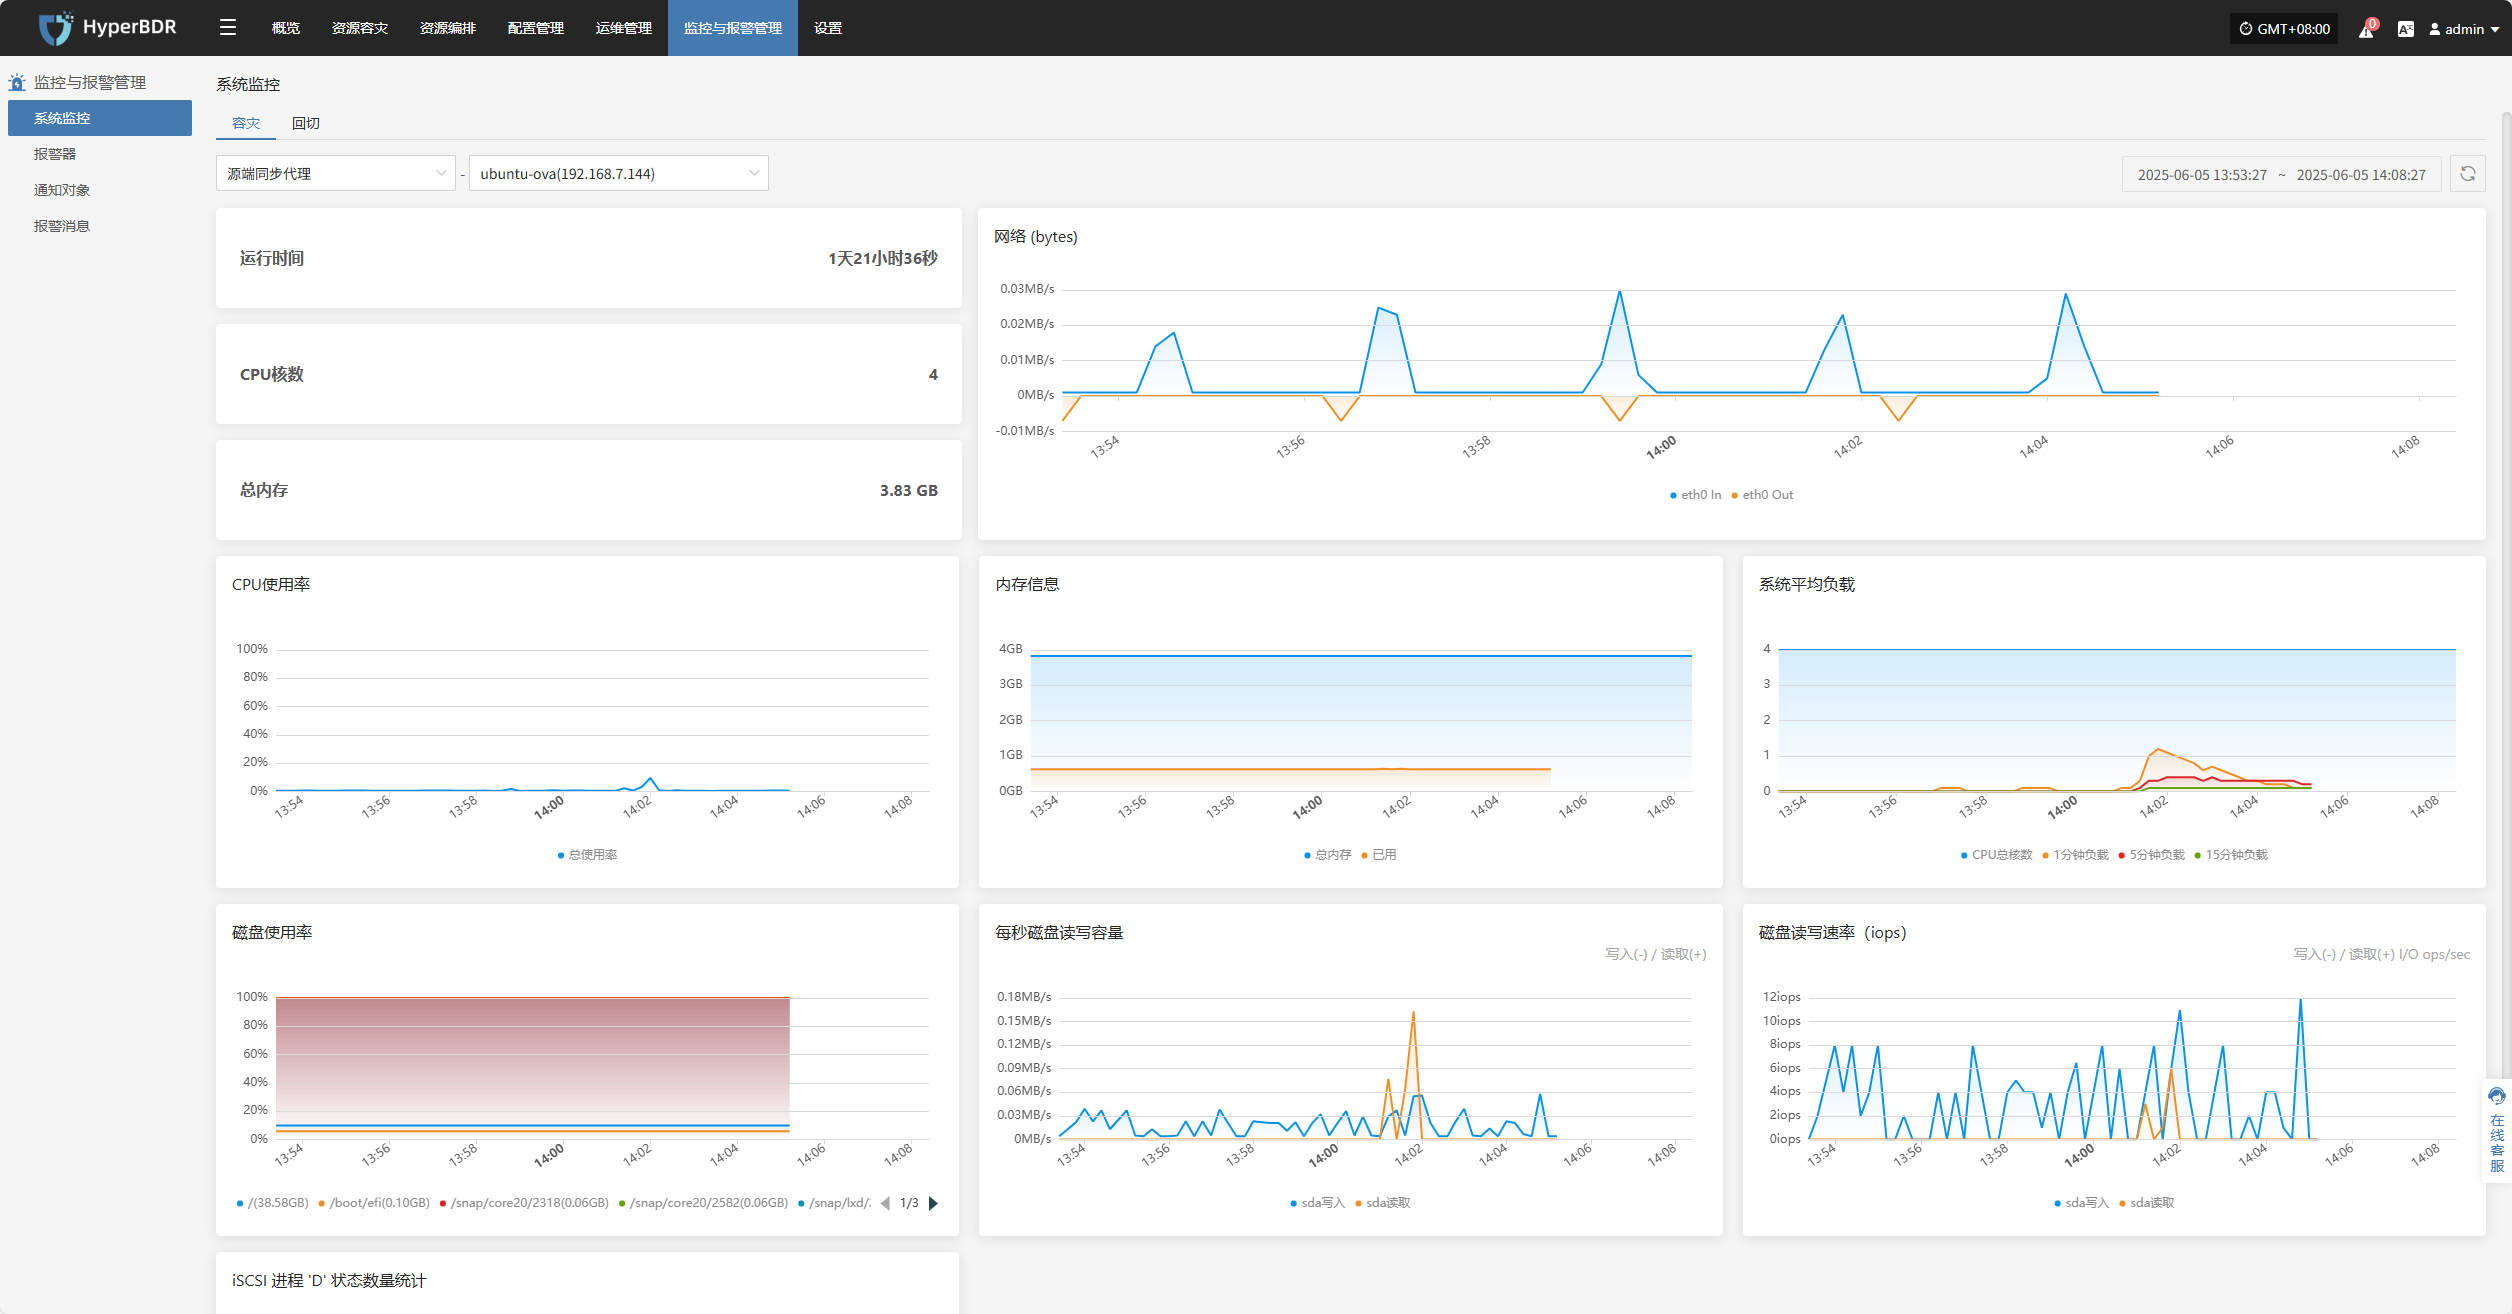 HyperBDR
概览 资源容灾 资源编排 配置管理 运维管理 监控与报警管理 设置
GMT+08:00 0 admin
监控与报警管理
系统监控
报警器
通知对象
报警消息
系统监控
容灾 回切
源端同步代理 - ubuntu-ova(192.168.7.144)
2025-06-05 13:53:27 ~ 2025-06-05 14:08:27
运行时间 1天21小时36秒
CPU核数 4
总内存 3.83 GB
网络 (bytes)
0.03MB/s
0.02MB/s
0.01MB/s
0MB/s
-0.01MB/s
13:54 13:56 13:58 14:00 14:02 14:04 14:06 14:08
eth0 In eth0 Out
CPU使用率
100%
80%
60%
40%
20%
0%
13:54 13:56 13:58 14:00 14:02 14:04 14:06 14:08
总使用率
内存信息
4GB
3GB
2GB
1GB
0GB
13:54 13:56 13:58 14:00 14:02 14:04 14:06 14:08
总内存 已用
系统平均负载
4
3
2
1
0
13:54 13:56 13:58 14:00 14:02 14:04 14:06 14:08
CPU总核数 1分钟负载 5分钟负载 15分钟负载
磁盘使用率
100%
80%
60%
40%
20%
0%
13:54 13:56 13:58 14:00 14:02 14:04 14:06 14:08
/(38.58GB) /boot/efi(0.10GB) /snap/core20/2318(0.06GB) /snap/core20/2582(0.06GB) /snap/lxd/ 1/3
每秒磁盘读写容量
写入(-) / 读取(+)
0.18MB/s
0.15MB/s
0.12MB/s
0.09MB/s
0.06MB/s
0.03MB/s
0MB/s
13:54 13:56 13:58 14:00 14:02 14:04 14:06 14:08
sda写入 sda读取
磁盘读写速率（iops）
写入(-) / 读取(+) I/O ops/sec
12iops
10iops
8iops
6iops
4iops
2iops
0iops
13:54 13:56 13:58 14:00 14:02 14:04 14:06 14:08
sda写入 sda读取
在线客服
iSCSI 进程 'D' 状态数量统计